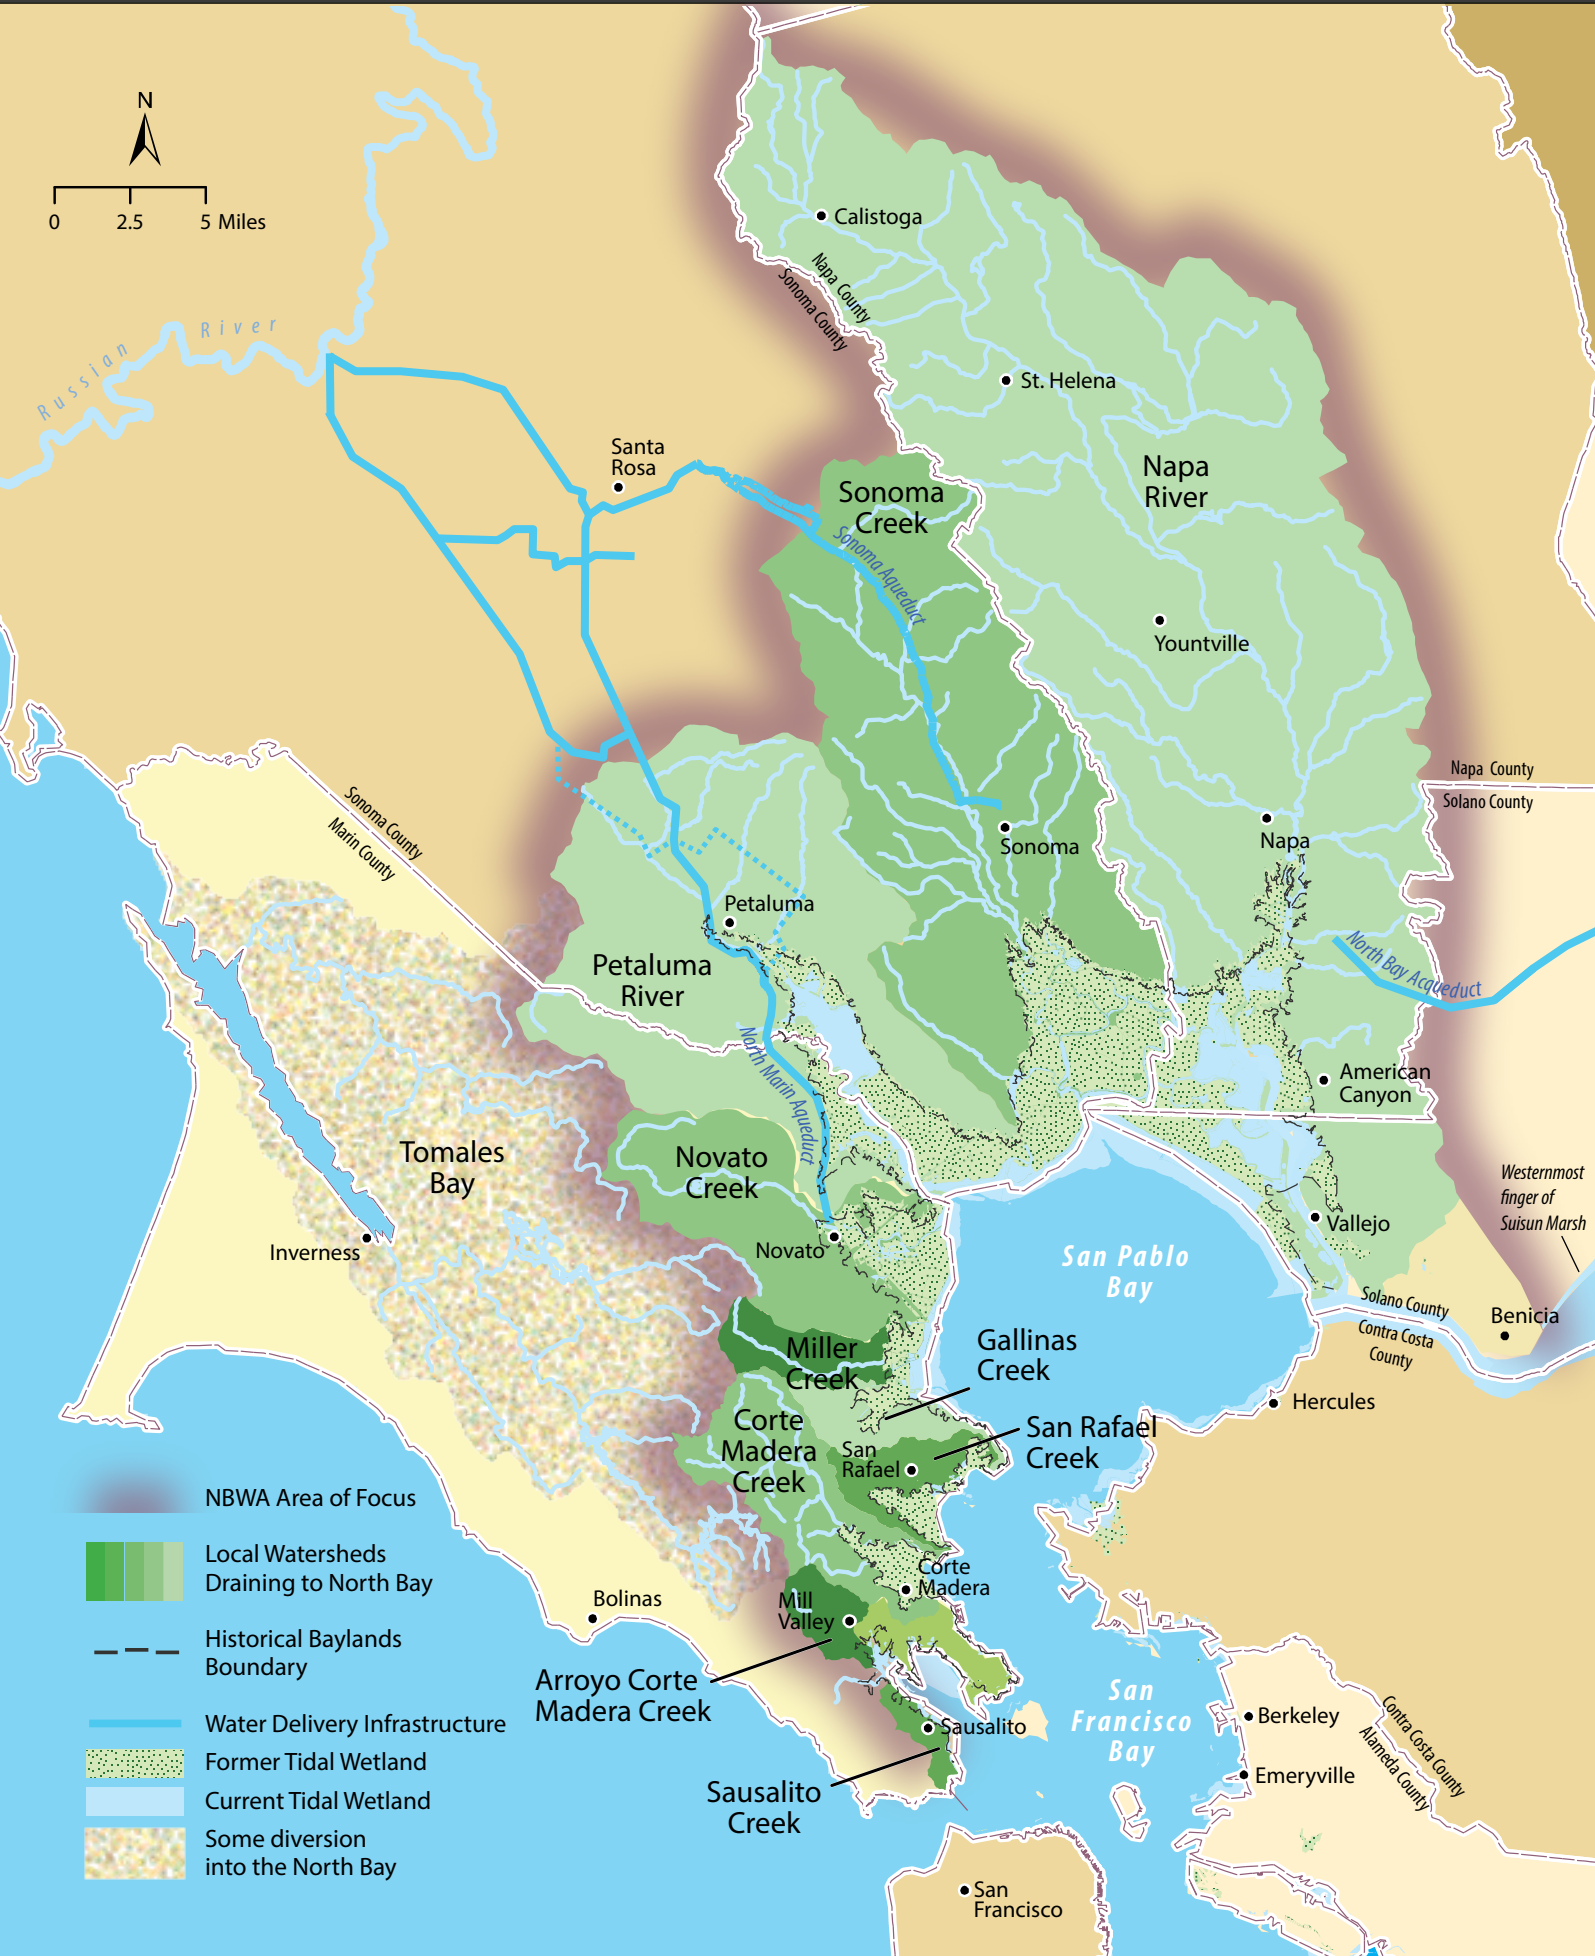 N
0
2.5
5 Miles
Russian River
Calistoga
Napa County
Sonoma County
St. Helena
Santa
Rosa
Napa
River
Sonoma
Creek
Sonoma Aqueduct
Yountville
Napa County
Solano County
Sonoma County
Marin County
Napa
Sonoma
Petaluma
Petaluma
River
North Bay Acqueduct
North Marin Aqueduct
American
Canyon
Tomales
Bay
Novato
Creek
Westernmost
finger of
Suisun Marsh
Vallejo
Inverness
Novato
San Pablo
Bay
Solano County
Contra Costa
County
Benicia
Gallinas
Creek
Miller
Creek
Hercules
Corte
Madera
Creek
San
Rafael
San Rafael
Creek
NBWA Area of Focus
Local Watersheds
Draining to North Bay
Historical Baylands
Boundary
Water Delivery Infrastructure
Former Tidal Wetland
Current Tidal Wetland
Some diversion
into the North Bay
Corte
Madera
Bolinas
Mill
Valley
Arroyo Corte
Madera Creek
San
Francisco
Bay
Sausalito
Sausalito
Creek
Berkeley
Emeryville
Contra Costa County
Alameda County
San
Francisco